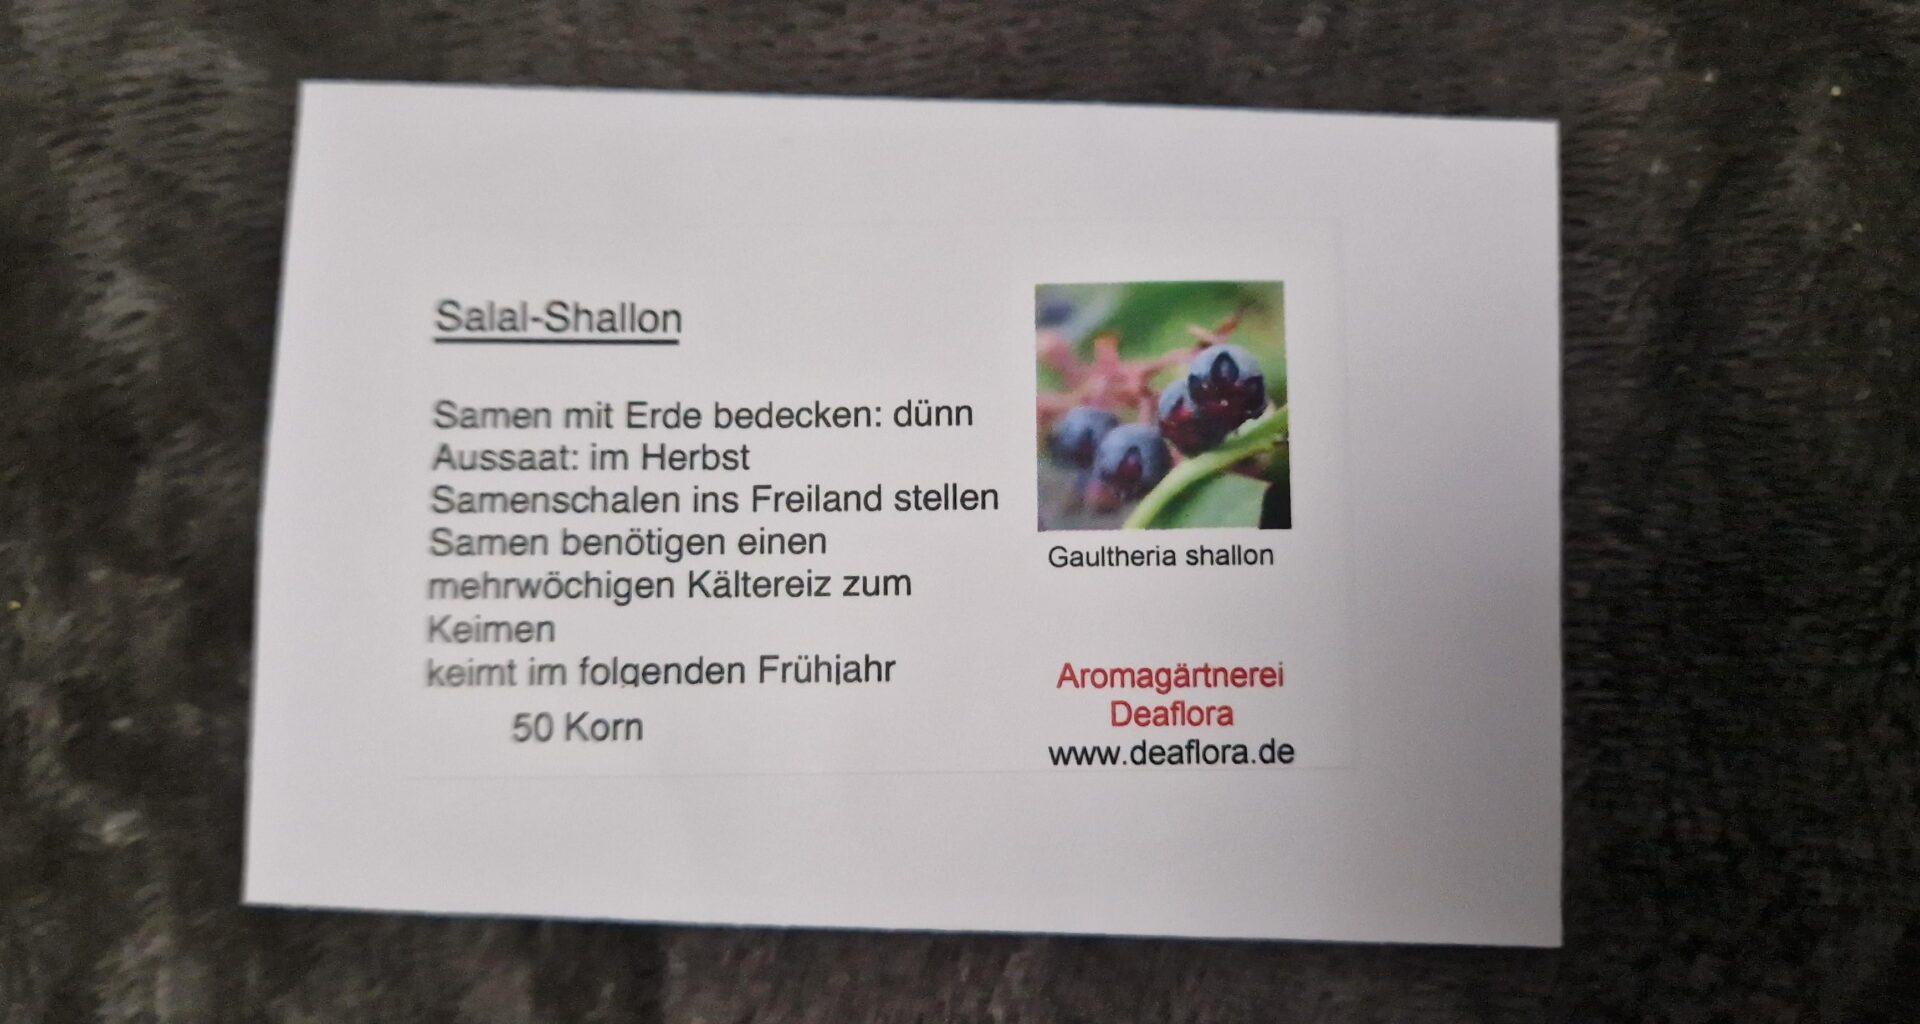 Salal-Shallon
Samen mit Erde bedecken: dünn
Aussaat: im Herbst
Samenschalen ins Freiland stellen
Samen benötigen einen
mehrwöchigen Kältereiz zum
Keimen
keimt im folgenden Frühjahr
50 Korn
Gaultheria shallon
Aromagärtnerei
Deaflora
www.deaflora.de